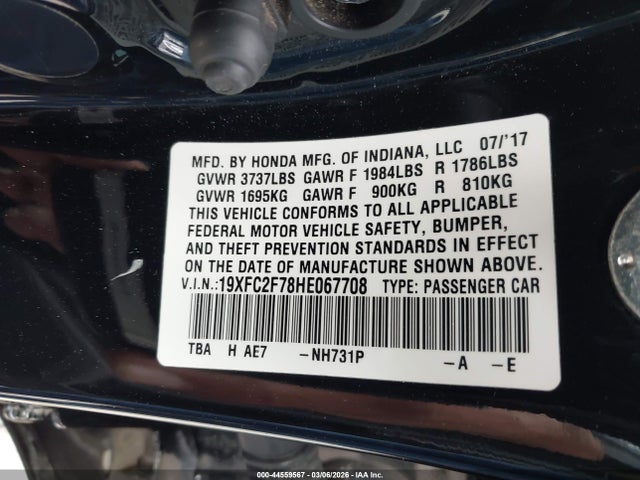 MFD. BY HONDA MFG. OF INDIANA, LLC 07/'17
GVWR 3737LBS GAWR F 1984LBS R 1786LBS
GVWR 1695KG GAWR F 900KG R 810KG
THIS VEHICLE CONFORMS TO ALL APPLICABLE
FEDERAL MOTOR VEHICLE SAFETY, BUMPER,
AND THEFT PREVENTION STANDARDS IN EFFECT
ON THE DATE OF MANUFACTURE SHOWN ABOVE.
V.I.N.:19XFC2F78HE067708 TYPE: PASSENGER CAR
TBA H AE7 -NH731P -A -E
000-44559567 - 03/06/2026 - IAA Inc.